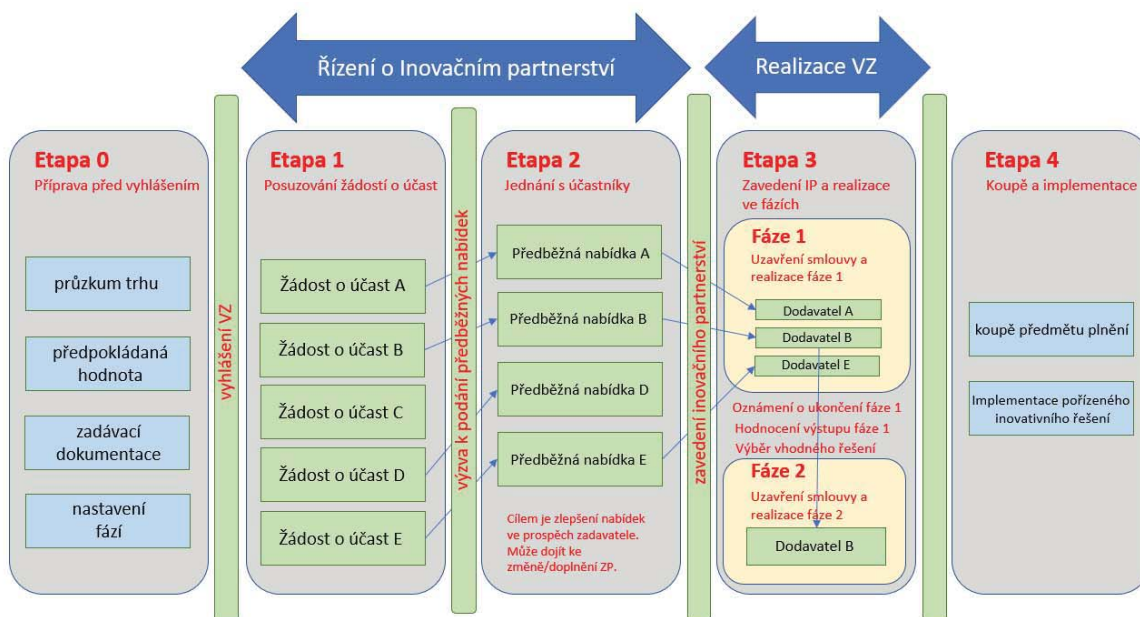 Řízení o Inovačním partnerství
Realizace VZ
Etapa 0
Příprava před vyhlášením
průzkum trhu
předpokládaná
hodnota
zadávací
dokumentace
nastavení
fází
vyhlášení VZ
Etapa 1
Posuzování žádostí o účast
Žádost o účast A
Žádost o účast B
Žádost o účast C
Žádost o účast D
Žádost o účast E
výzva k podání předběžných nabídek
Etapa 2
Jednání s účastníky
Předběžná nabídka A
Předběžná nabídka B
Předběžná nabídka D
Předběžná nabídka E
Cílem je zlepšení nabídek
ve prospěch zadavatele.
Může dojít ke
změně/doplnění ZP.
zavedení inovačního partnerství
Etapa 3
Zavedení IP a realizace
ve fázích
Fáze 1
Uzavření smlouvy a
realizace fáze 1
Dodavatel A
Dodavatel B
Dodavatel E
Oznámení o ukončení fáze 1
Hodnocení výstupu fáze 1
Výběr vhodného řešení
Fáze 2
Uzavření smlouvy a
realizace fáze 2
Dodavatel B
Etapa 4
Koupě a implementace
koupě předmětu plnění
Implementace pořízeného
inovativního řešení